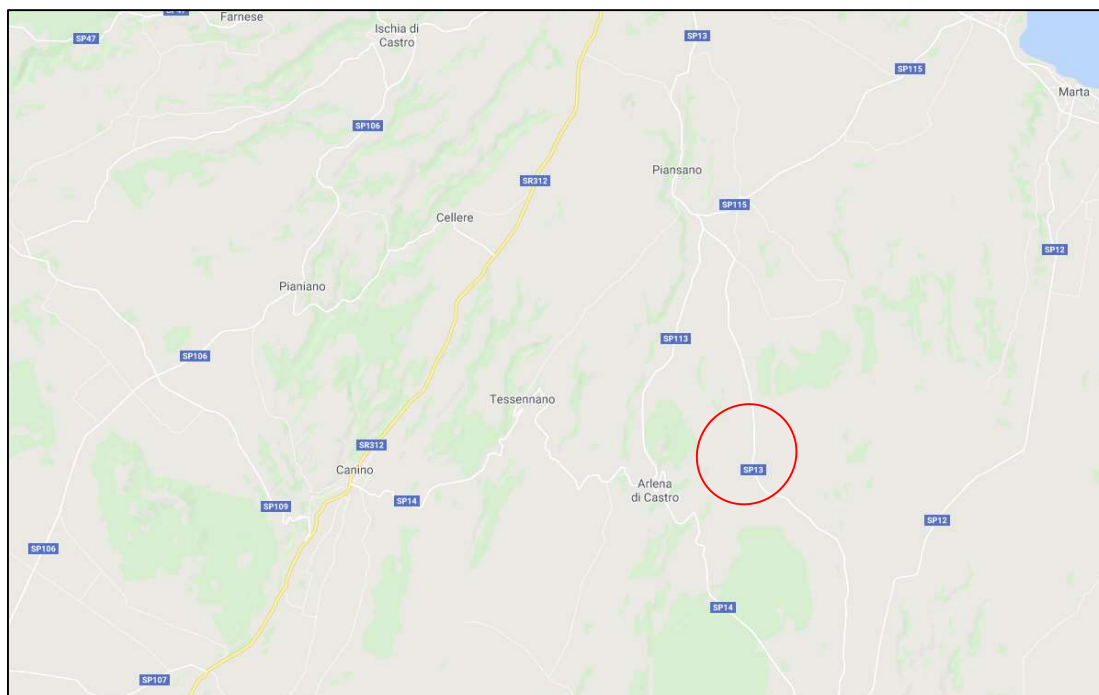 SP47
Farnese
Ischia di
Castro
SP13
SP115
Marta
SP106
Piansano
SR312
SP115
Cellere
SP12
Pianiano
SP113
SP106
Tessennano
SR312
Canino
SP13
Arlena
di Castro
SP14
SP109
SP12
SP106
SP14
SP107